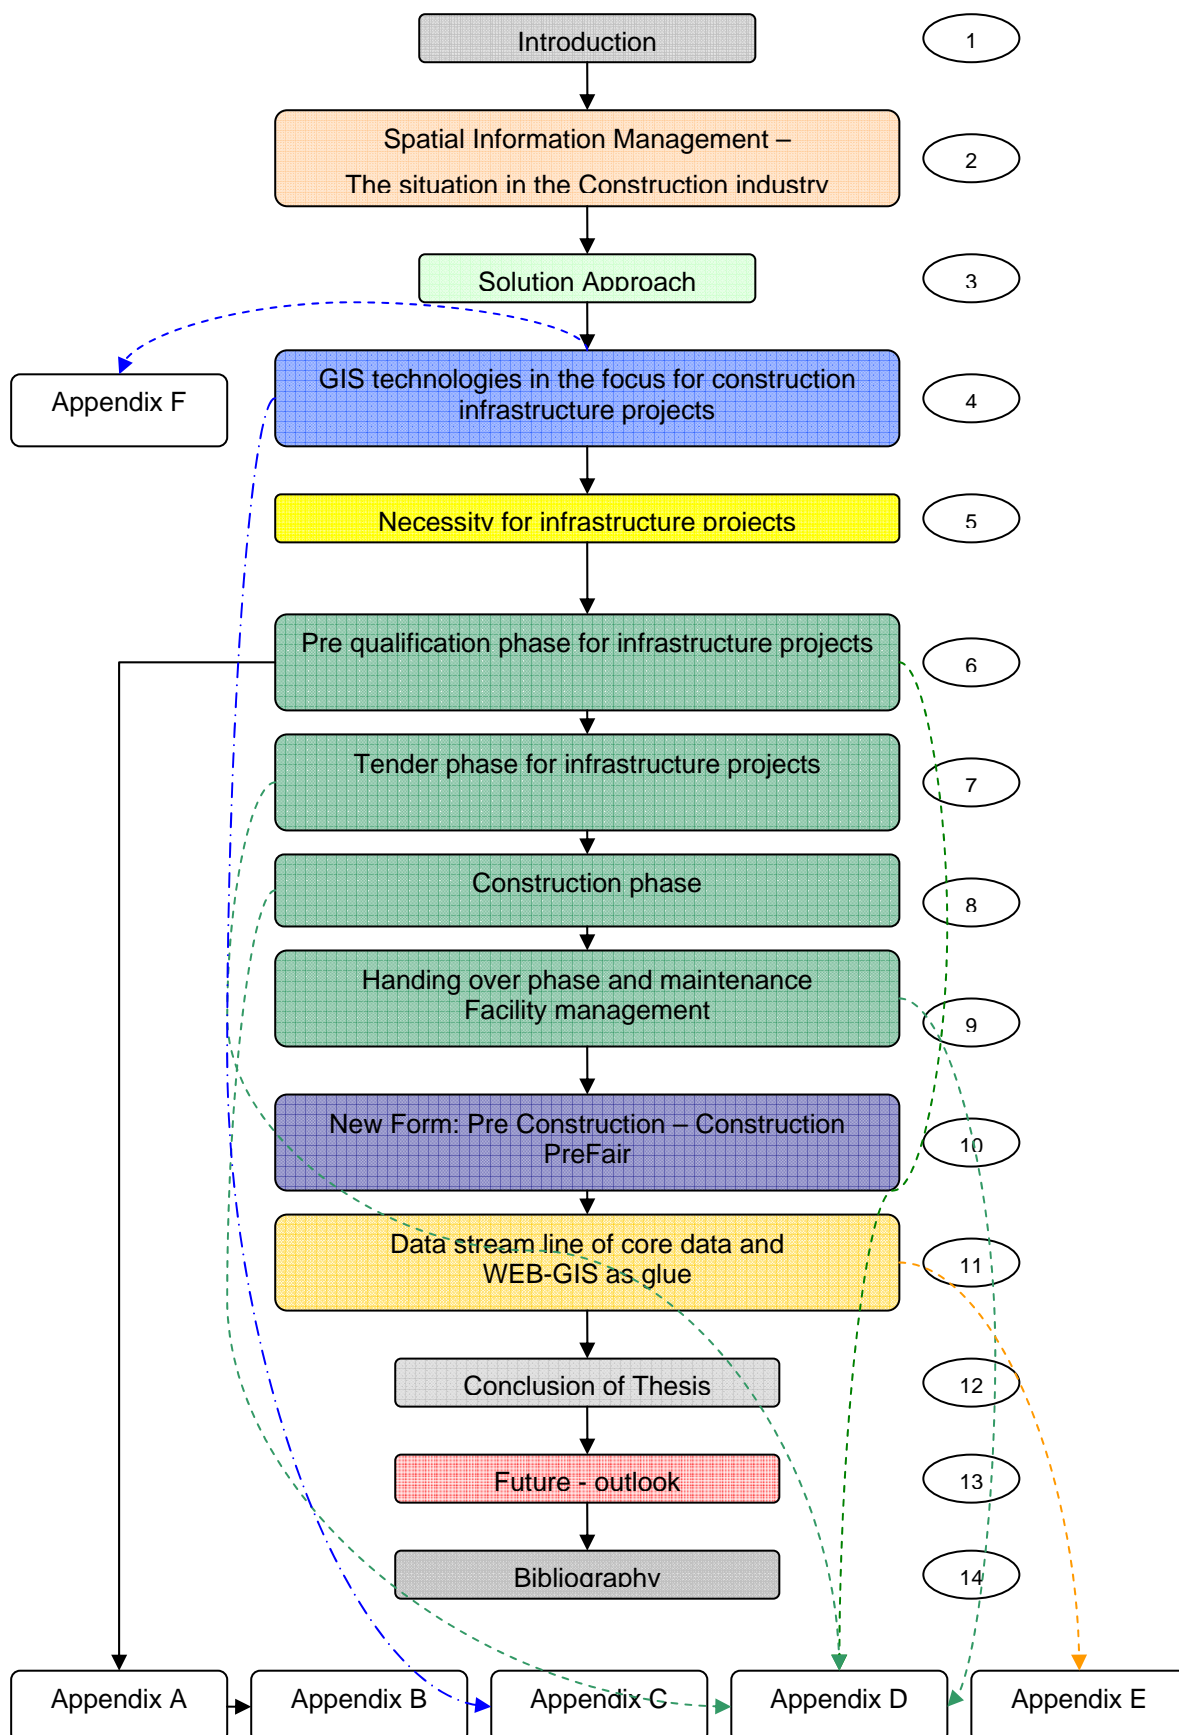 Introduction
1
Spatial Information Management –
The situation in the Construction industry
2
Solution Approach
3
GIS technologies in the focus for construction
infrastructure projects
4
Appendix F
Necessity for infrastructure projects
5
Pre qualification phase for infrastructure projects
6
Tender phase for infrastructure projects
7
Construction phase
8
Handing over phase and maintenance
Facility management
9
New Form: Pre Construction – Construction
PreFair
10
Data stream line of core data and
WEB-GIS as glue
11
Conclusion of Thesis
12
Future - outlook
13
Bibliography
14
Appendix A
Appendix B
Appendix C
Appendix D
Appendix E